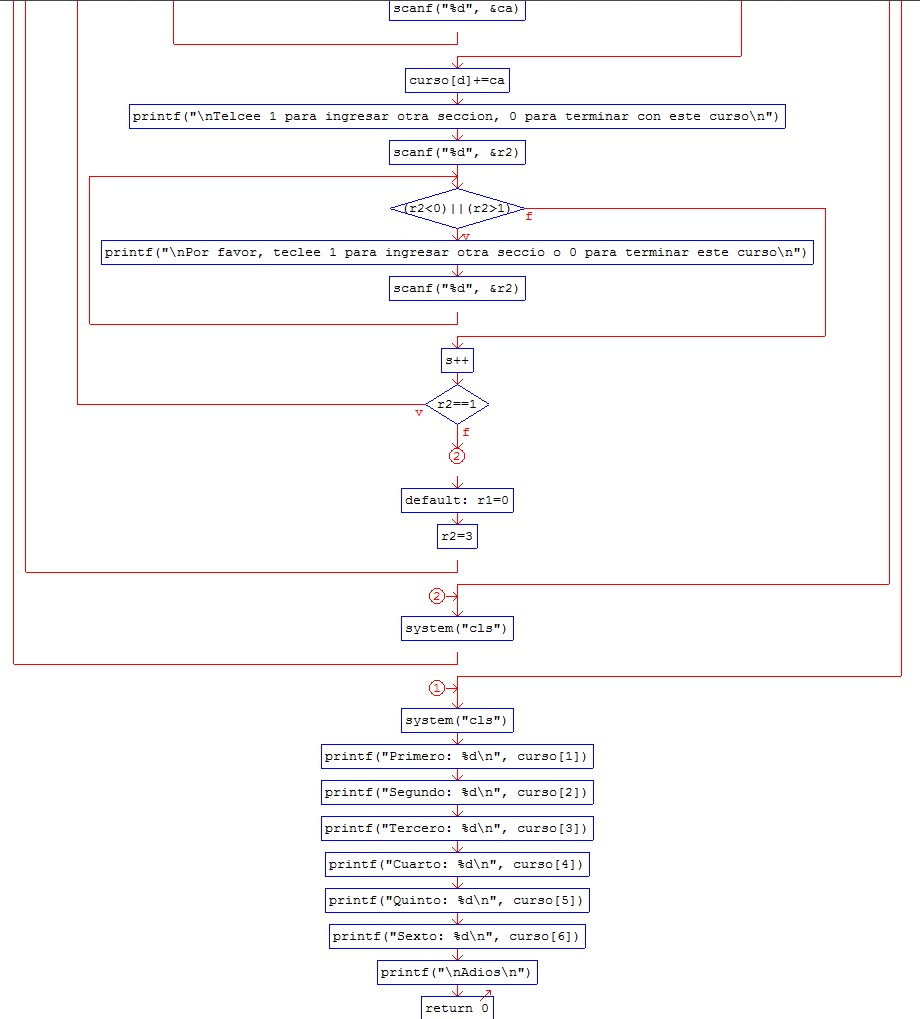 scanf("%d", &ca)
curso[d]+=ca
printf("\nTelcee 1 para ingresar otra seccion, 0 para terminar con este curso\n")
scanf("%d", &r2)
(r2<0)||(r2>1)
f
v
printf("\nPor favor, teclee 1 para ingresar otra seccio o 0 para terminar este curso\n")
scanf("%d", &r2)
s++
r2==1
v
f
2
default: r1=0
r2=3
2
system("cls")
1
system("cls")
printf("Primero: %d\n", curso[1])
printf("Segundo: %d\n", curso[2])
printf("Tercero: %d\n", curso[3])
printf("Cuarto: %d\n", curso[4])
printf("Quinto: %d\n", curso[5])
printf("Sexto: %d\n", curso[6])
printf("\nAdios\n")
return 0